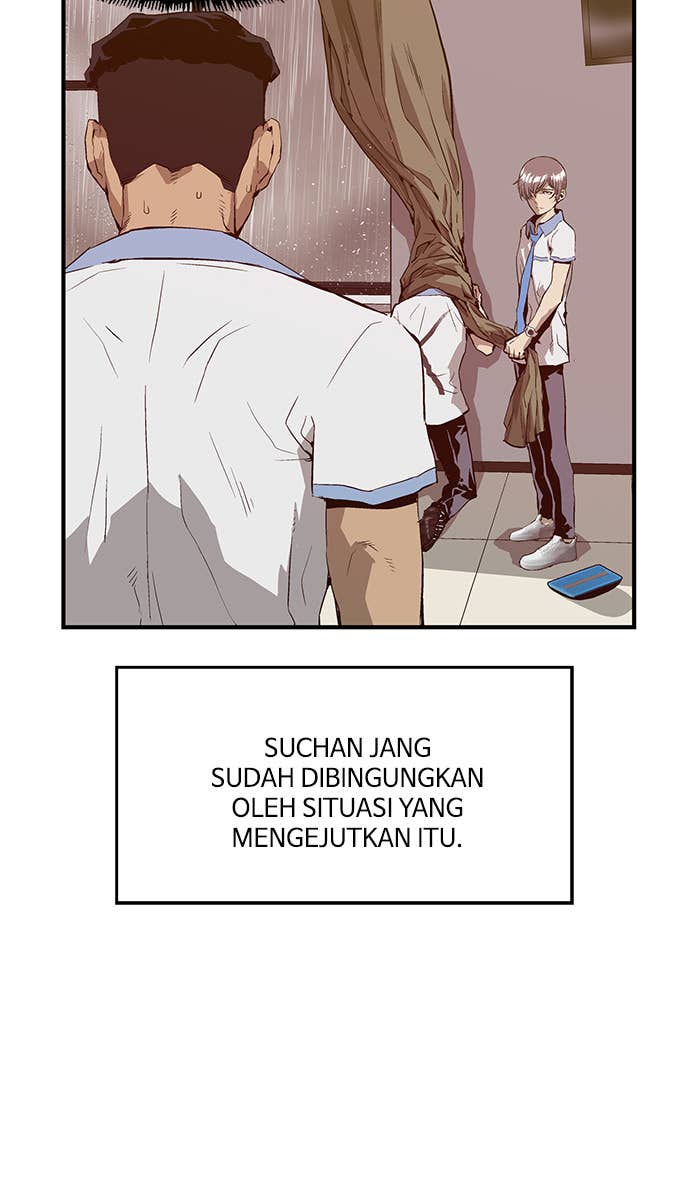 SUCHAN JANG
SUDAH DIBINGUNGKAN
OLEH SITUASI YANG
MENGEJUTKAN ITU.